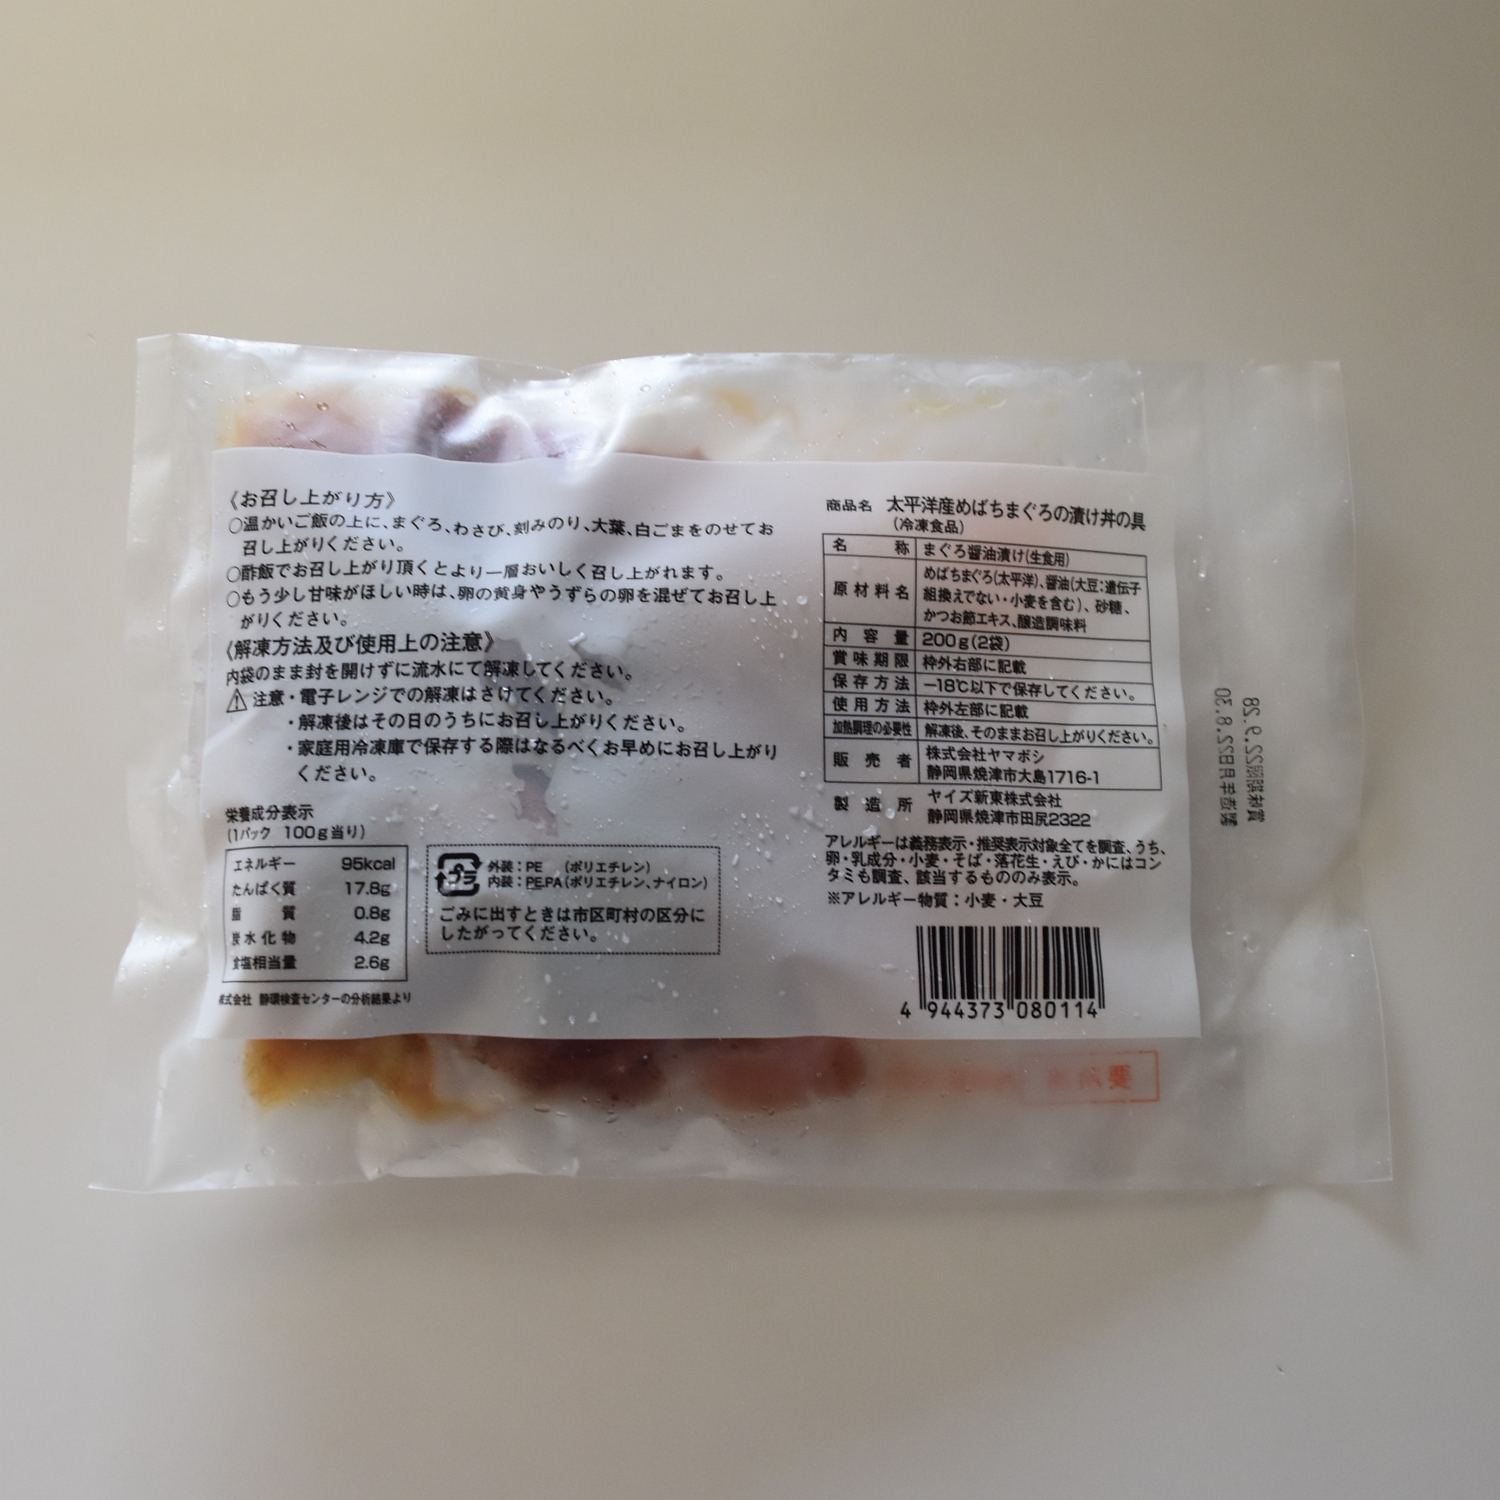 《お召し上がり方》
○温かいご飯の上に、まぐろ、わさび、刻みのり、大葉、白ごまをのせてお
召し上がりください。
○酢飯でお召し上がり頂くとより一層おいしく召し上がれます。
○もう少し甘味がほしい時は、卵の黄身やうずらの卵を混ぜてお召し上
がりください。
《解凍方法及び使用上の注意》
内袋のまま封を開けずに流水にて解凍してください。
⚠注意・電子レンジでの解凍はさけてください。
・解凍後はその日のうちにお召し上がりください。
・家庭用冷凍庫で保存する際はなるべくお早めにお召し上がり
ください。
栄養成分表示
(1パック 100g当り)
エネルギー 95kcal
たんぱく質 17.8g
脂質 0.8g
炭水化物 4.2g
食塩相当量 2.6g
株式会社 静環検査センターの分析結果より
プラ
外装：PE (ポリエチレン)
内装：PE.PA(ポリエチレン、ナイロン)
ごみに出すときは市区町村の区分に
したがってください。
商品名 太平洋産めばちまぐろの漬け丼の具
(冷凍食品)
名称 まぐろ醤油漬け(生食用)
原材料名 めばちまぐろ(太平洋)、醤油(大豆:遺伝子
組換えでない・小麦を含む)、砂糖、
かつお節エキス、醸造調味料
内容量 200g(2袋)
賞味期限 枠外右部に記載
保存方法 −18℃以下で保存してください。
使用方法 枠外左部に記載
加熱調理の必要性 解凍後、そのままお召し上がりください。
販売者 株式会社ヤマボシ
静岡県焼津市大島1716-1
製造所 ヤイズ新東株式会社
静岡県焼津市田尻2322
アレルギーは義務表示・推奨表示対象全てを調査、うち、
卵・乳成分・小麦・そば・落花生・えび・かにはコン
タミも調査、該当するもののみ表示。
※アレルギー物質：小麦・大豆
4 944373 080114